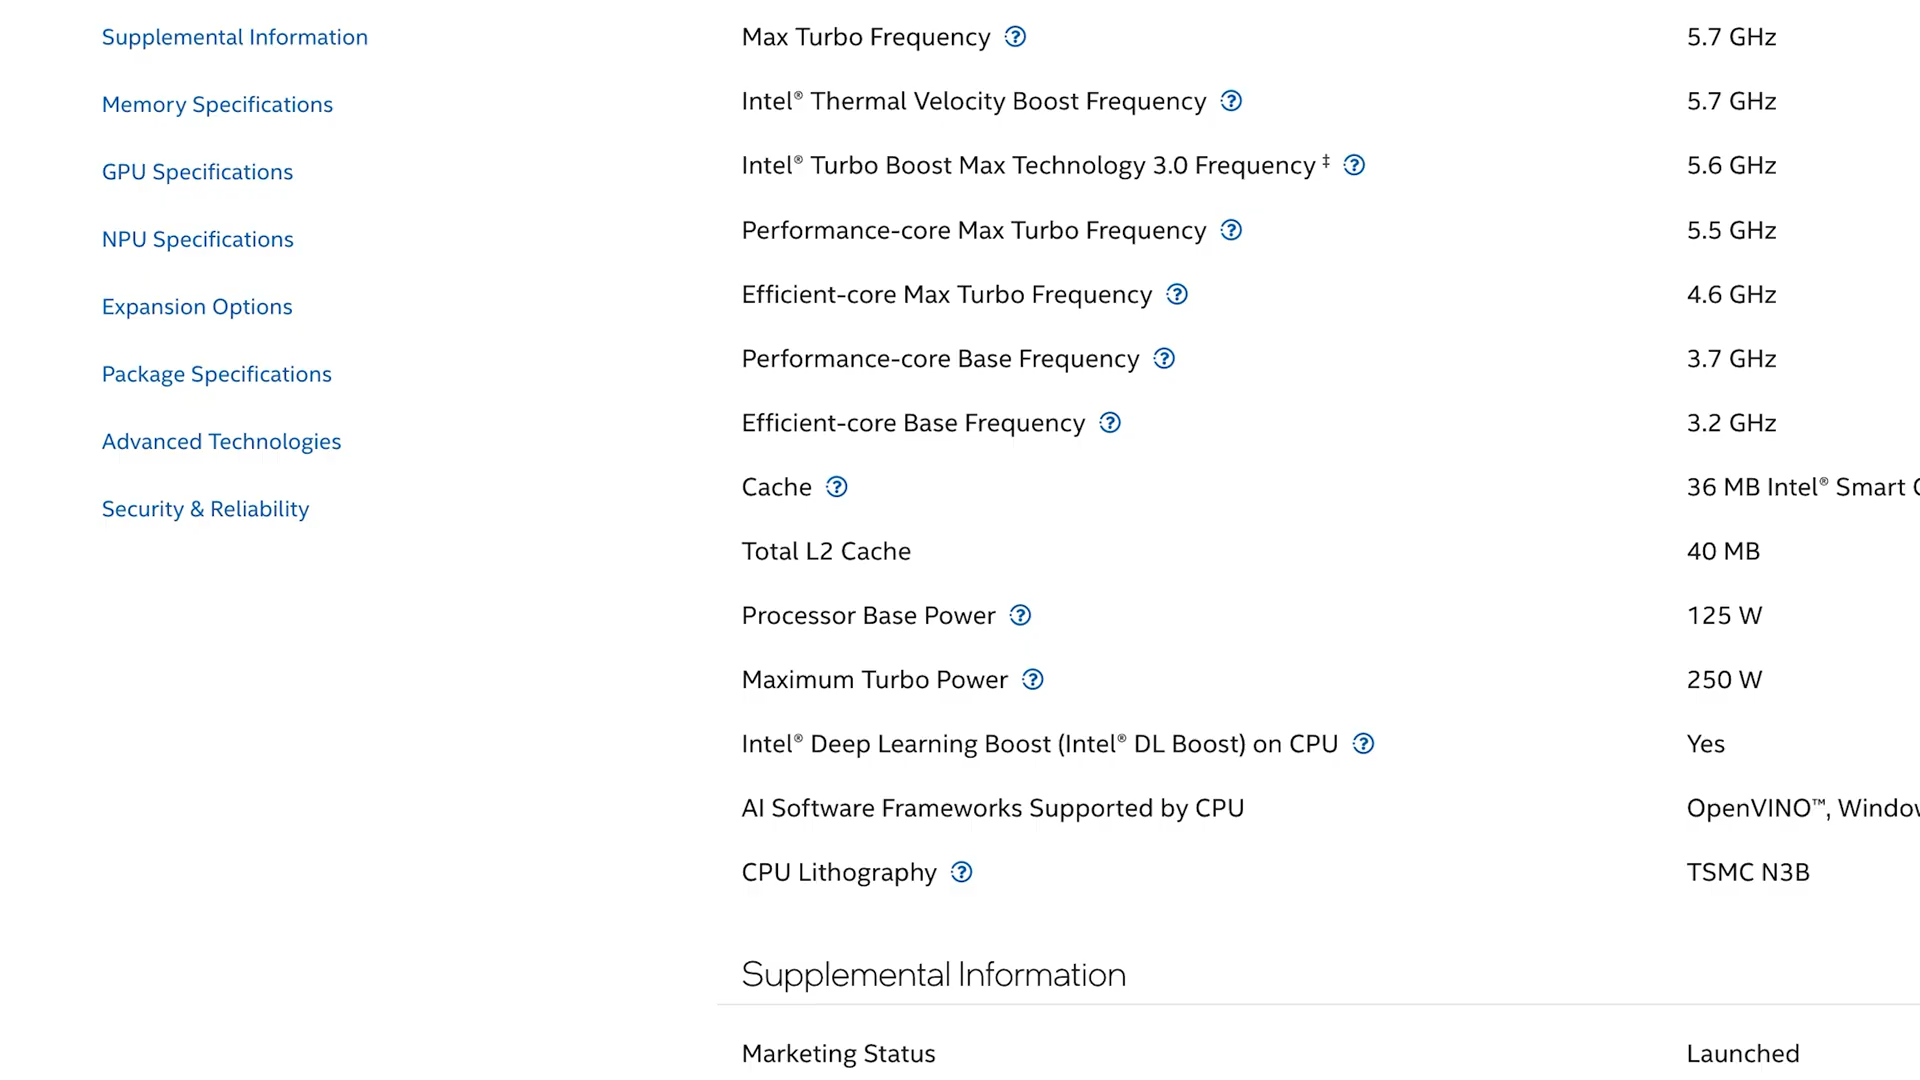 Supplemental Information
Memory Specifications
GPU Specifications
NPU Specifications
Expansion Options
Package Specifications
Advanced Technologies
Security & Reliability
Max Turbo Frequency 5.7 GHz
Intel® Thermal Velocity Boost Frequency 5.7 GHz
Intel® Turbo Boost Max Technology 3.0 Frequency ‡ 5.6 GHz
Performance-core Max Turbo Frequency 5.5 GHz
Efficient-core Max Turbo Frequency 4.6 GHz
Performance-core Base Frequency 3.7 GHz
Efficient-core Base Frequency 3.2 GHz
Cache 36 MB Intel® Smart
Total L2 Cache 40 MB
Processor Base Power 125 W
Maximum Turbo Power 250 W
Intel® Deep Learning Boost (Intel® DL Boost) on CPU Yes
AI Software Frameworks Supported by CPU OpenVINO™,
CPU Lithography TSMC N3B
Supplemental Information
Marketing Status Launched